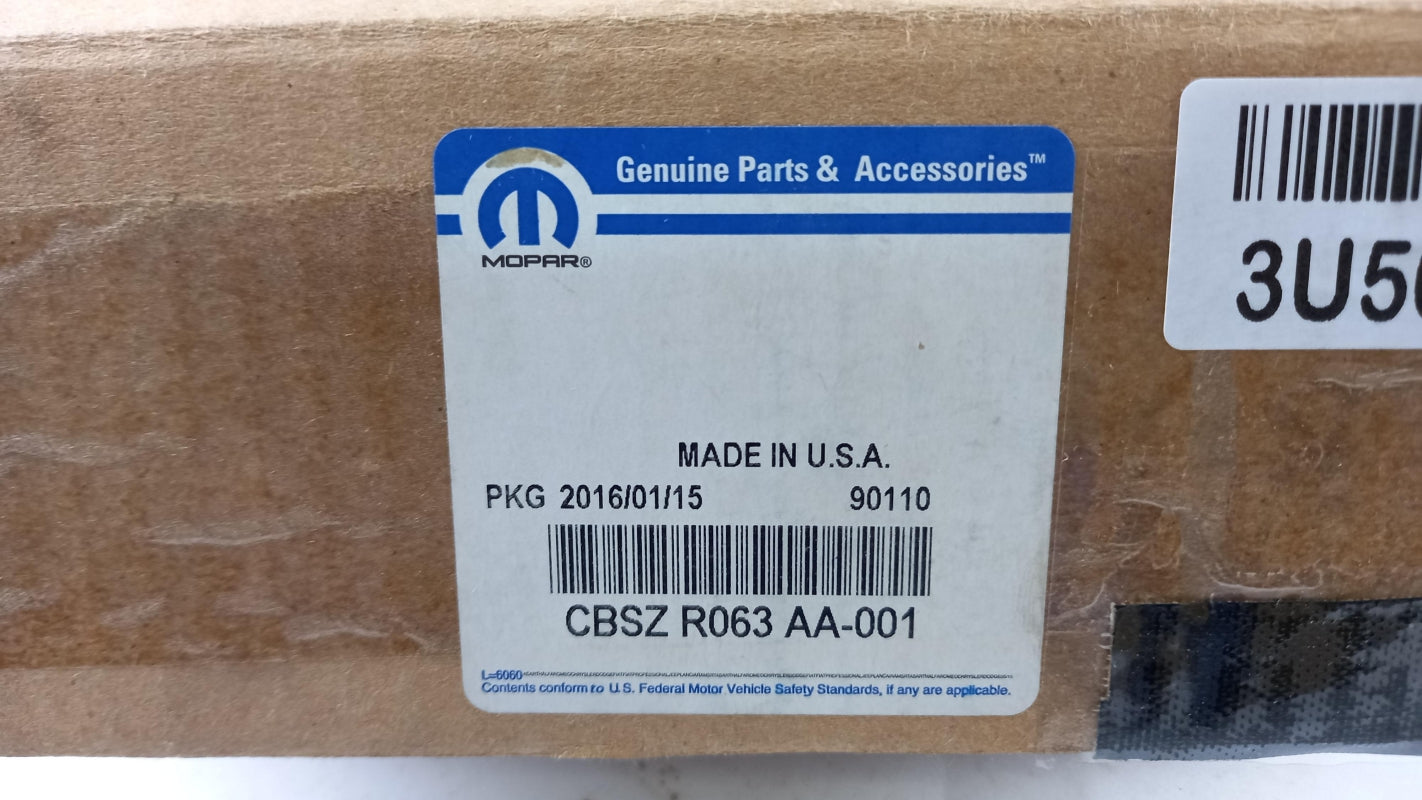 Genuine Parts & Accessories™
MOPAR®
3U5
MADE IN U.S.A.
PKG 2016/01/15 90110
CBSZ R063 AA-001
L=6060
Contents conform to U.S. Federal Motor Vehicle Safety Standards, if any are applicable.